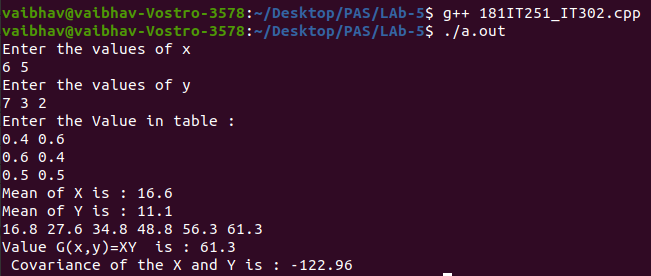 vaibhav@vaibhav-Vostro-3578:~/Desktop/PAS/LAb-5$ g++ 181IT251_IT302.cpp
vaibhav@vaibhav-Vostro-3578:~/Desktop/PAS/LAb-5$ ./a.out
Enter the values of x
6 5
Enter the values of y
7 3 2
Enter the Value in table :
0.4 0.6
0.6 0.4
0.5 0.5
Mean of X is : 16.6
Mean of Y is : 11.1
16.8 27.6 34.8 48.8 56.3 61.3
Value G(x,y)=XY  is : 61.3
 Covariance of the X and Y is : -122.96